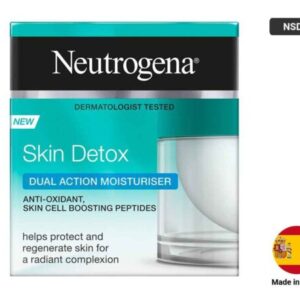 NSD
Neutrogena®
DERMATOLOGIST TESTED
NEW
Skin Detox
DUAL ACTION MOISTURISER
ANTI-OXIDANT,
SKIN CELL BOOSTING PEPTIDES
helps protect and
regenerate skin for
a radiant complexion
Made in